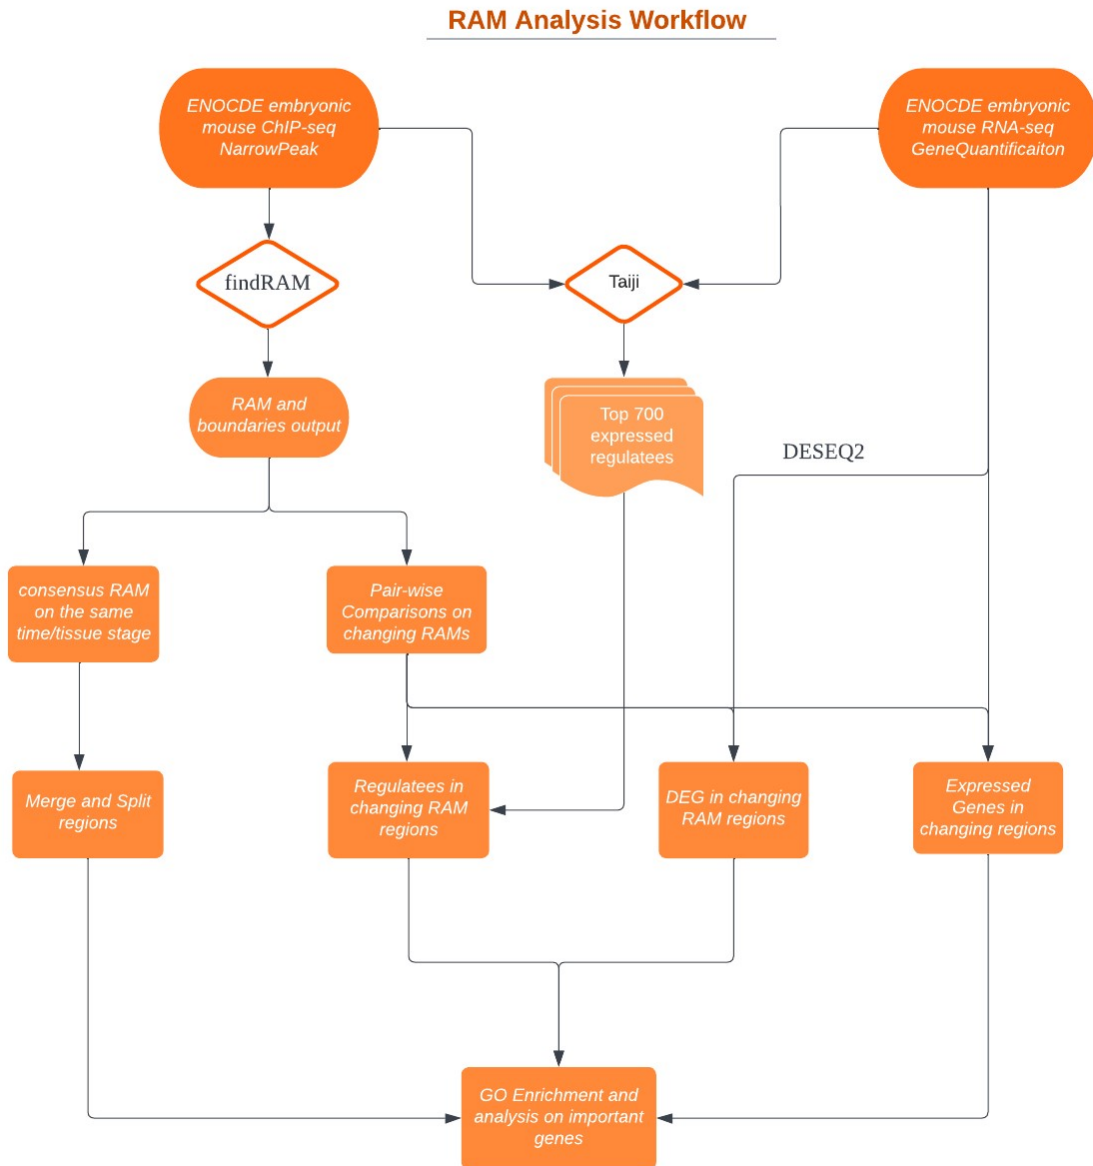 RAM Analysis Workflow
ENOCDE embryonic
mouse ChIP-seq
NarrowPeak
ENOCDE embryonic
mouse RNA-seq
GeneQuantificaiton
findRAM
Taiji
RAM and
boundaries output
Top 700
expressed
regulatees
DESEQ2
consensus RAM
on the same
time/tissue stage
Pair-wise
Comparisons on
changing RAMs
Merge and Split
regions
Regulatees in
changing RAM
regions
DEG in changing
RAM regions
Expressed
Genes in
changing regions
GO Enrichment and
analysis on important
genes